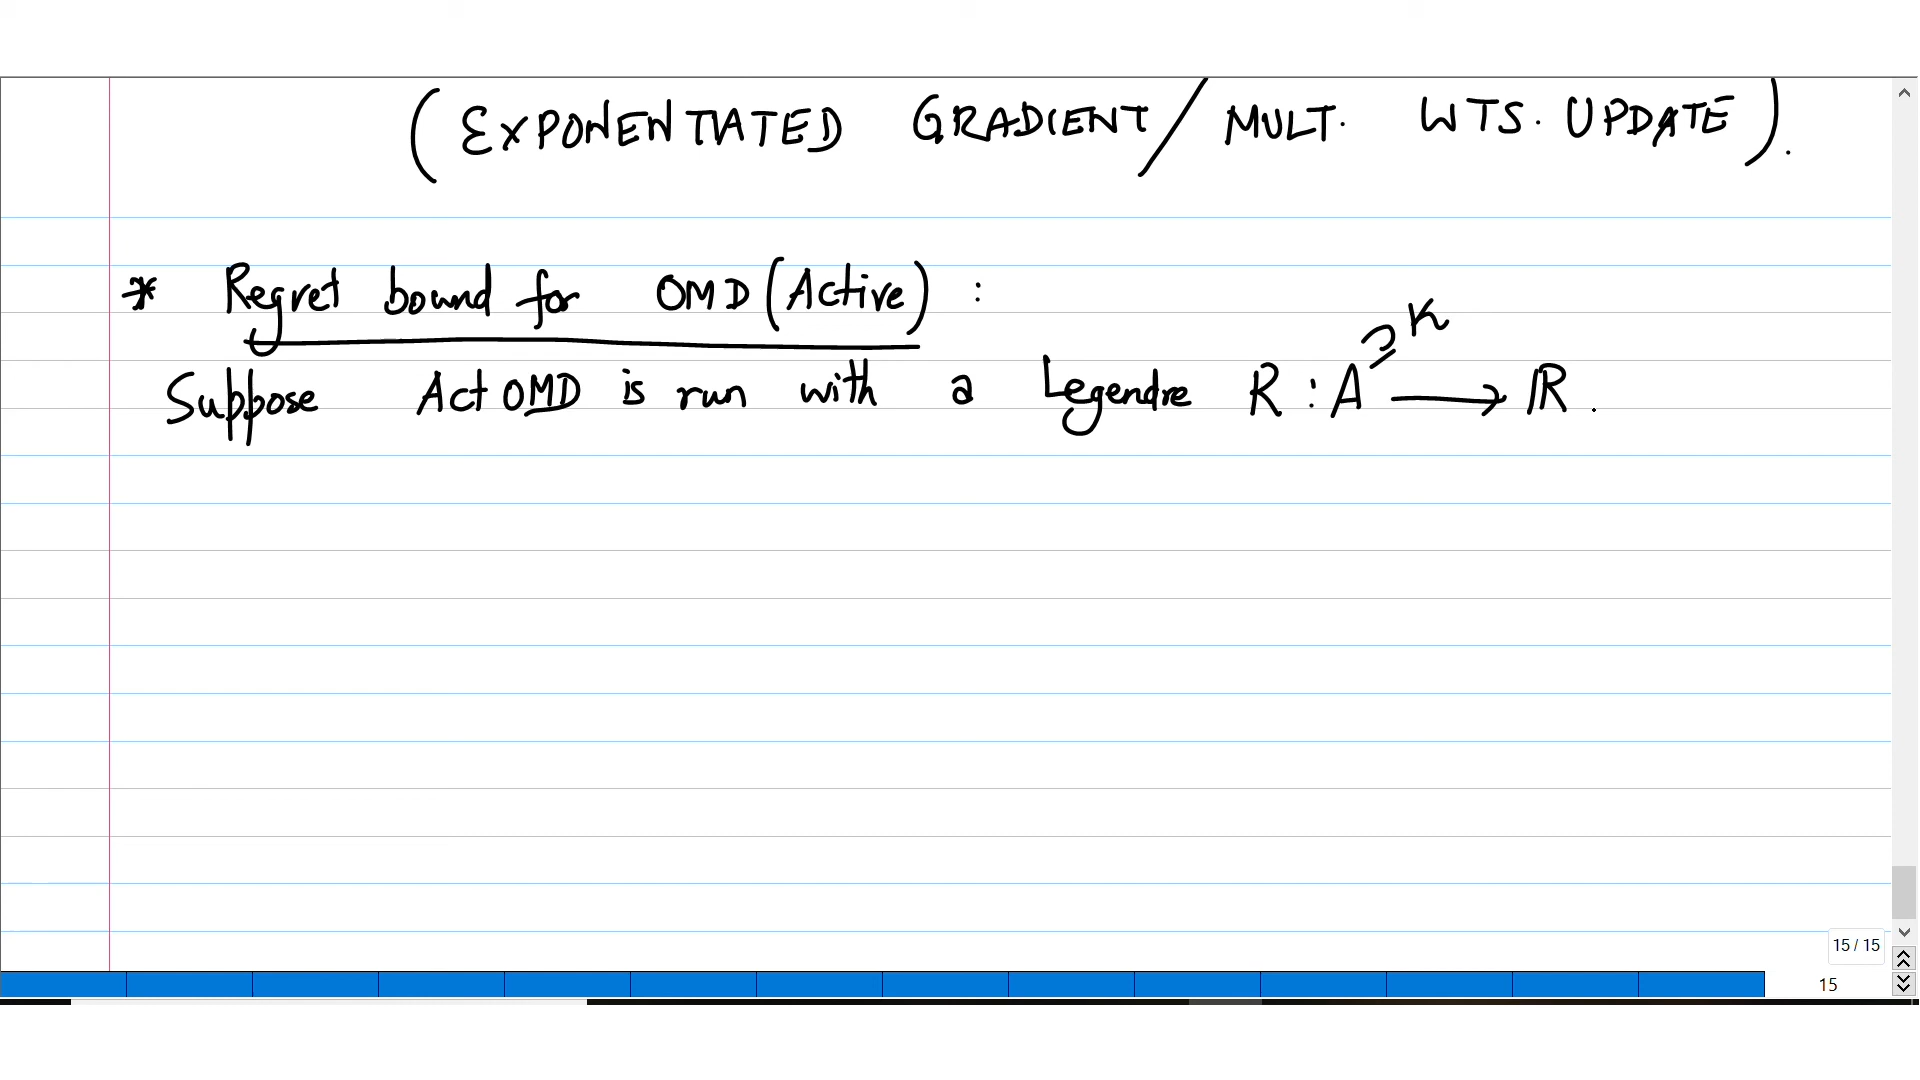 (EXPONENTIATED GRADIENT/MULT. WTS. UPDATE).
* Regret bound for OMD (Active) :
Suppose ActOMD is run with a Legendre R : A ⊇ K ⟶ ℝ.
15 / 15
15